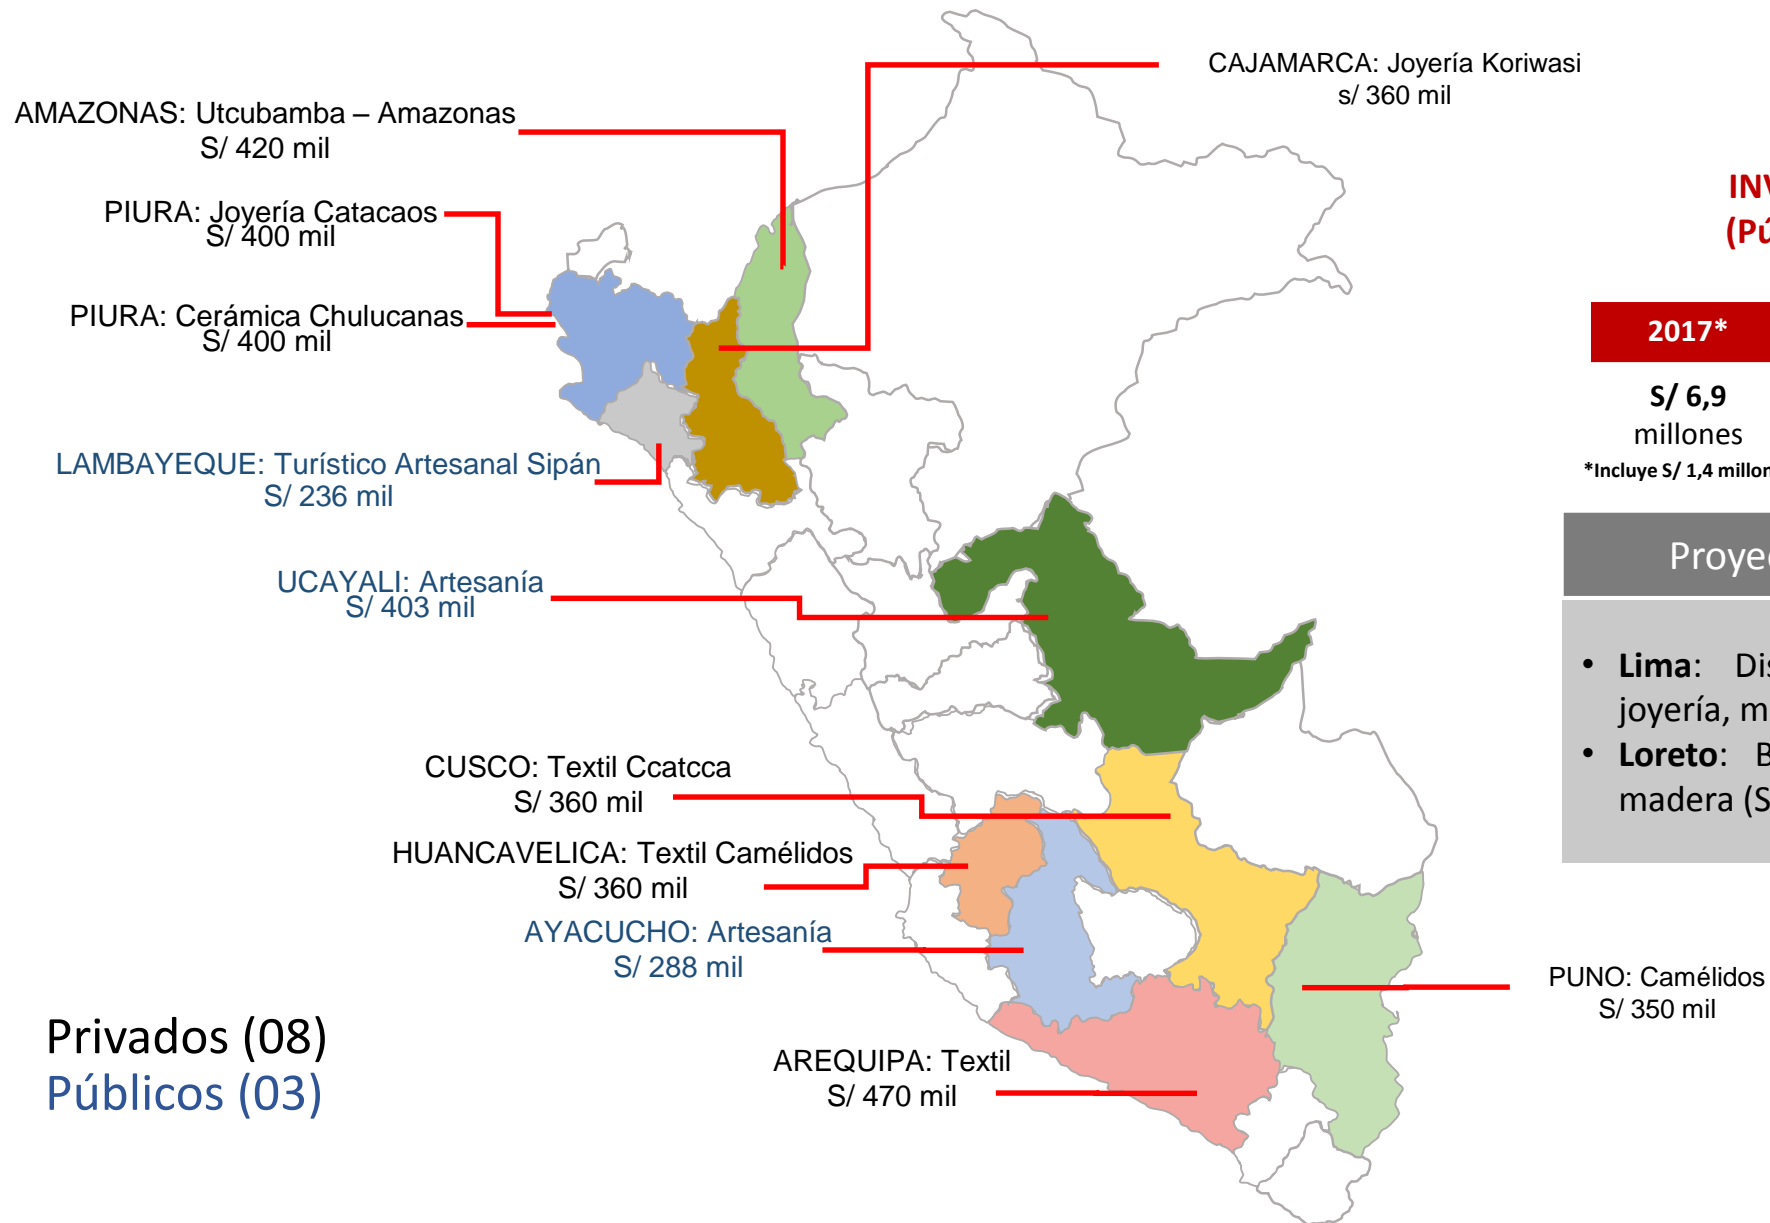 CAJAMARCA: Joyería Koriwasi
s/ 360 mil
AMAZONAS: Utcubamba – Amazonas
S/ 420 mil
PIURA: Joyería Catacaos
S/ 400 mil
PIURA: Cerámica Chulucanas
S/ 400 mil
LAMBAYEQUE: Turístico Artesanal Sipán
S/ 236 mil
UCAYALI: Artesanía
S/ 403 mil
CUSCO: Textil Ccatcca
S/ 360 mil
HUANCAVELICA: Textil Camélidos
S/ 360 mil
AYACUCHO: Artesanía
S/ 288 mil
AREQUIPA: Textil
S/ 470 mil
PUNO: Camélidos
S/ 350 mil
Privados (08)
Públicos (03)
2017*
S/ 6,9
millones
*Incluye S/ 1,4
• Lima:
joyería,
• Loreto:
madera